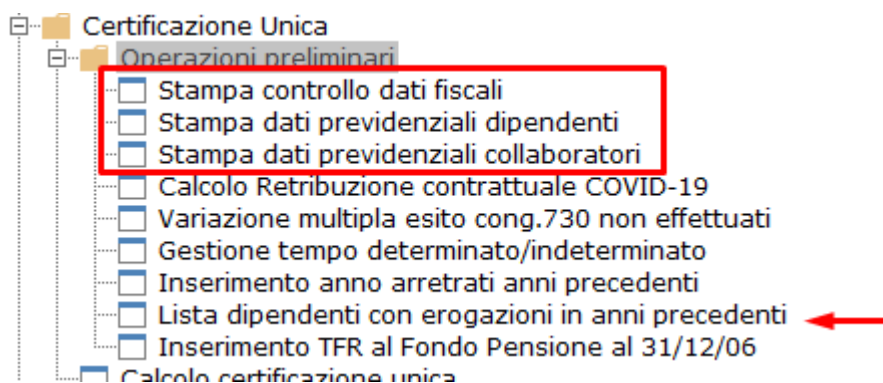 Certificazione Unica
Operazioni preliminari
Stampa controllo dati fiscali
Stampa dati previdenziali dipendenti
Stampa dati previdenziali collaboratori
Calcolo Retribuzione contrattuale COVID-19
Variazione multipla esito cong.730 non effettuati
Gestione tempo determinato/indeterminato
Inserimento anno arretrati anni precedenti
Lista dipendenti con erogazioni in anni precedenti
Inserimento TFR al Fondo Pensione al 31/12/06
Calcolo certificazione unica